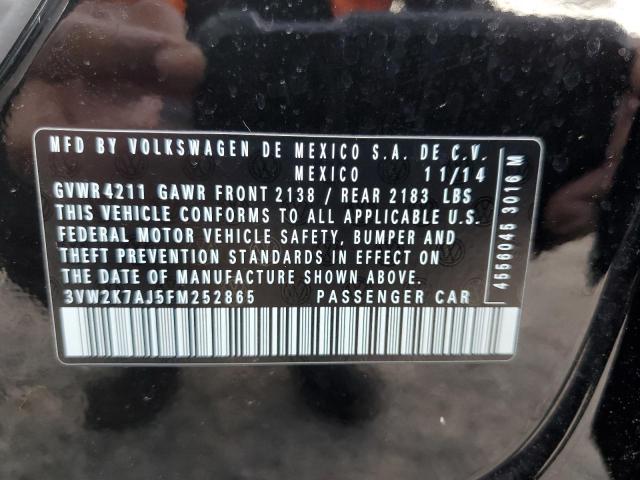 MFD BY VOLKSWAGEN DE MEXICO S.A. DE C.V.
MEXICO 11/14
GVWR4211 GAWR FRONT 2138 / REAR 2183 LBS
THIS VEHICLE CONFORMS TO ALL APPLICABLE U.S.
FEDERAL MOTOR VEHICLE SAFETY, BUMPER AND
THEFT PREVENTION STANDARDS IN EFFECT ON
THE DATE OF MANUFACTURE SHOWN ABOVE.
3VW2K7AJ5FM252865 PASSENGER CAR
4556045 3016 M